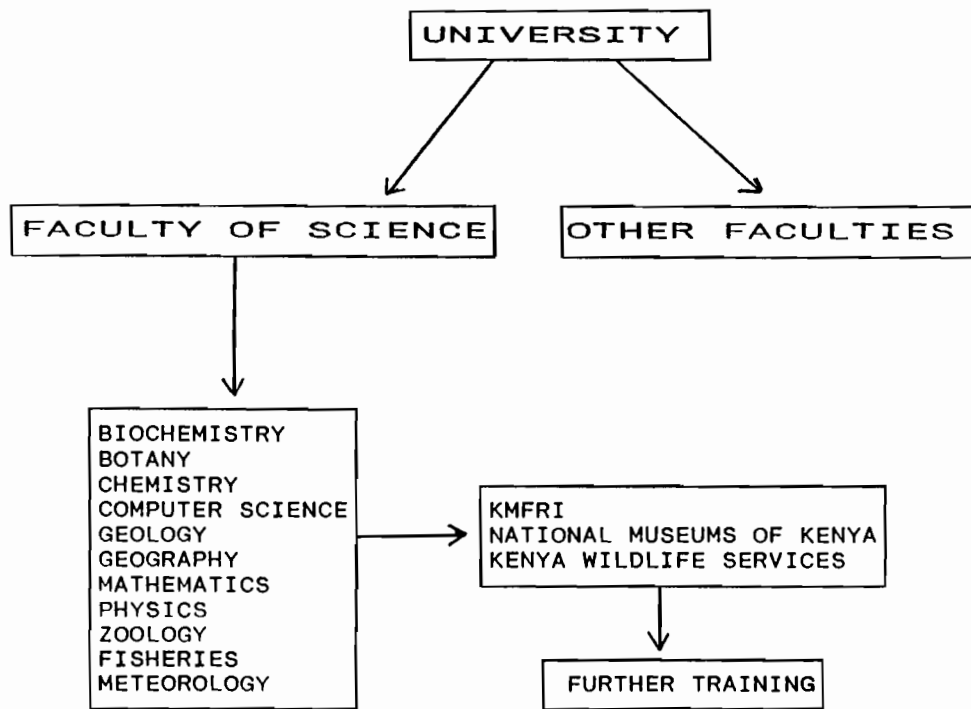 UNIVERSITY
FACULTY OF SCIENCE
OTHER FACULTIES
BIOCHEMISTRY
BOTANY
CHEMISTRY
COMPUTER SCIENCE
GEOLOGY
GEOGRAPHY
MATHEMATICS
PHYSICS
ZOOLOGY
FISHERIES
METEOROLOGY
KMFRI
NATIONAL MUSEUMS OF KENYA
KENYA WILDLIFE SERVICES
FURTHER TRAINING